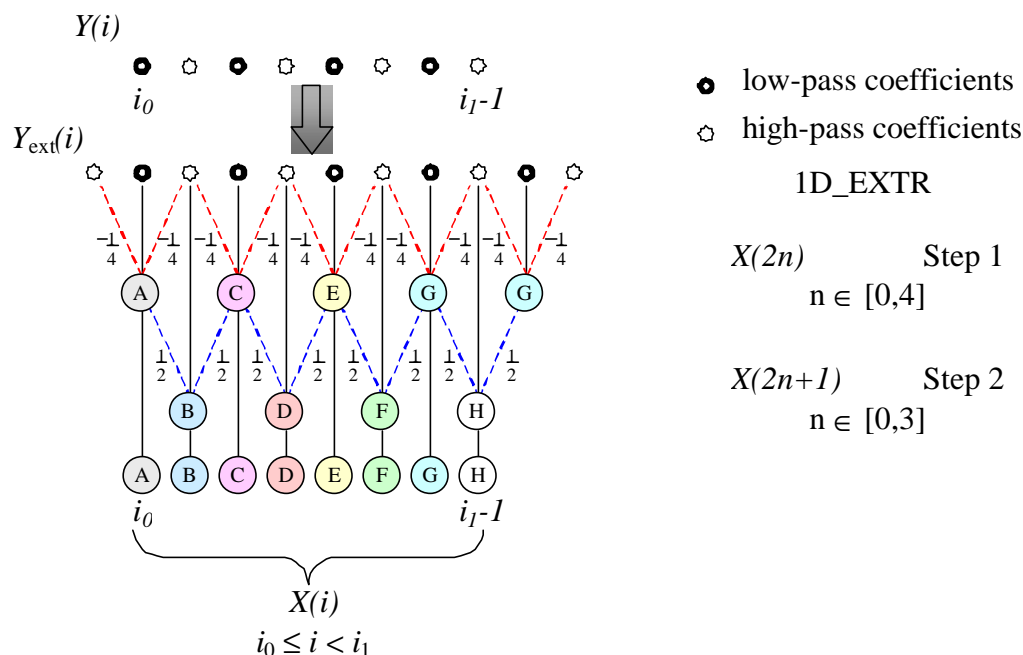 Y(i)
i0 i1-1
low-pass coefficients
high-pass coefficients
Yext(i)
1D_EXTR
-1/4 -1/4 -1/4 -1/4 -1/4 -1/4 -1/4 -1/4 -1/4 -1/4
X(2n) Step 1
n ∈ [0,4]
A C E G G
1/2 1/2 1/2 1/2 1/2 1/2 1/2 1/2
X(2n+1) Step 2
n ∈ [0,3]
B D F H
A B C D E F G H
i0 i1-1
X(i)
i0 ≤ i < i1